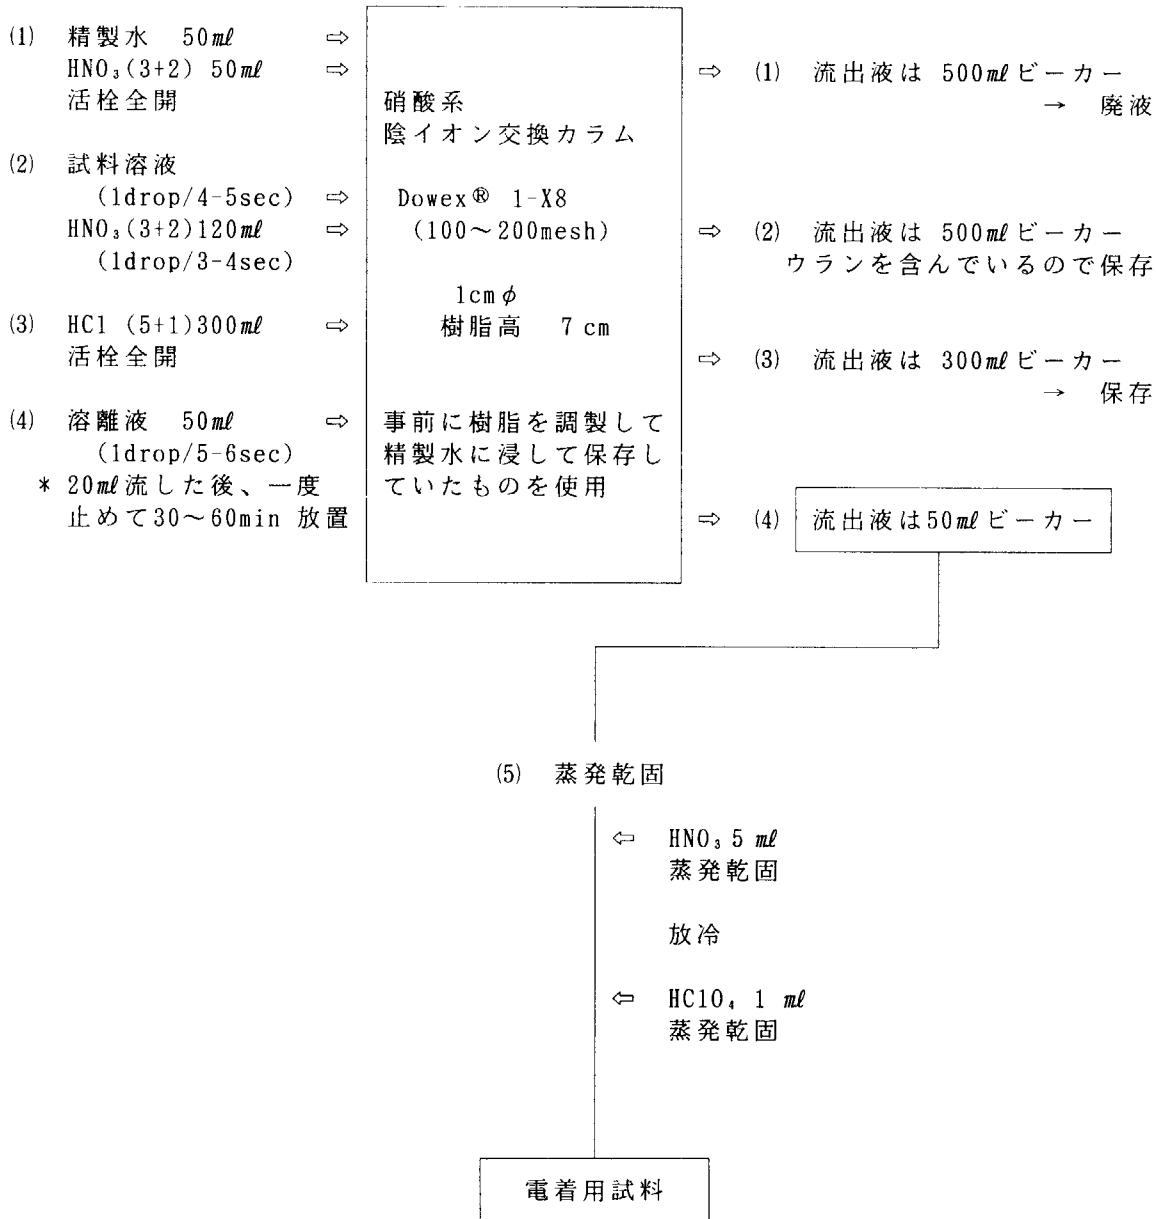 (1) 精製水 50mℓ ⇨
HNO₃(3+2) 50mℓ ⇨
活栓全開
(2) 試料溶液
(1drop/4-5sec) ⇨
HNO₃(3+2)120mℓ ⇨
(1drop/3-4sec)
(3) HCl (5+1)300mℓ ⇨
活栓全開
(4) 溶離液 50mℓ ⇨
(1drop/5-6sec)
* 20mℓ流した後、一度
止めて30～60min 放置
硝酸系
陰イオン交換カラム
Dowex® 1-X8
(100～200mesh)
1cmφ
樹脂高 7cm
事前に樹脂を調製して
精製水に浸して保存し
ていたものを使用
⇨ (1) 流出液は 500mℓビーカー
→ 廃液
⇨ (2) 流出液は 500mℓビーカー
ウランを含んでいるので保存
⇨ (3) 流出液は 300mℓビーカー
→ 保存
⇨ (4) 流出液は50mℓビーカー
(5) 蒸発乾固
⇦ HNO₃ 5 mℓ
蒸発乾固
放冷
⇦ HClO₄ 1 mℓ
蒸発乾固
電着用試料